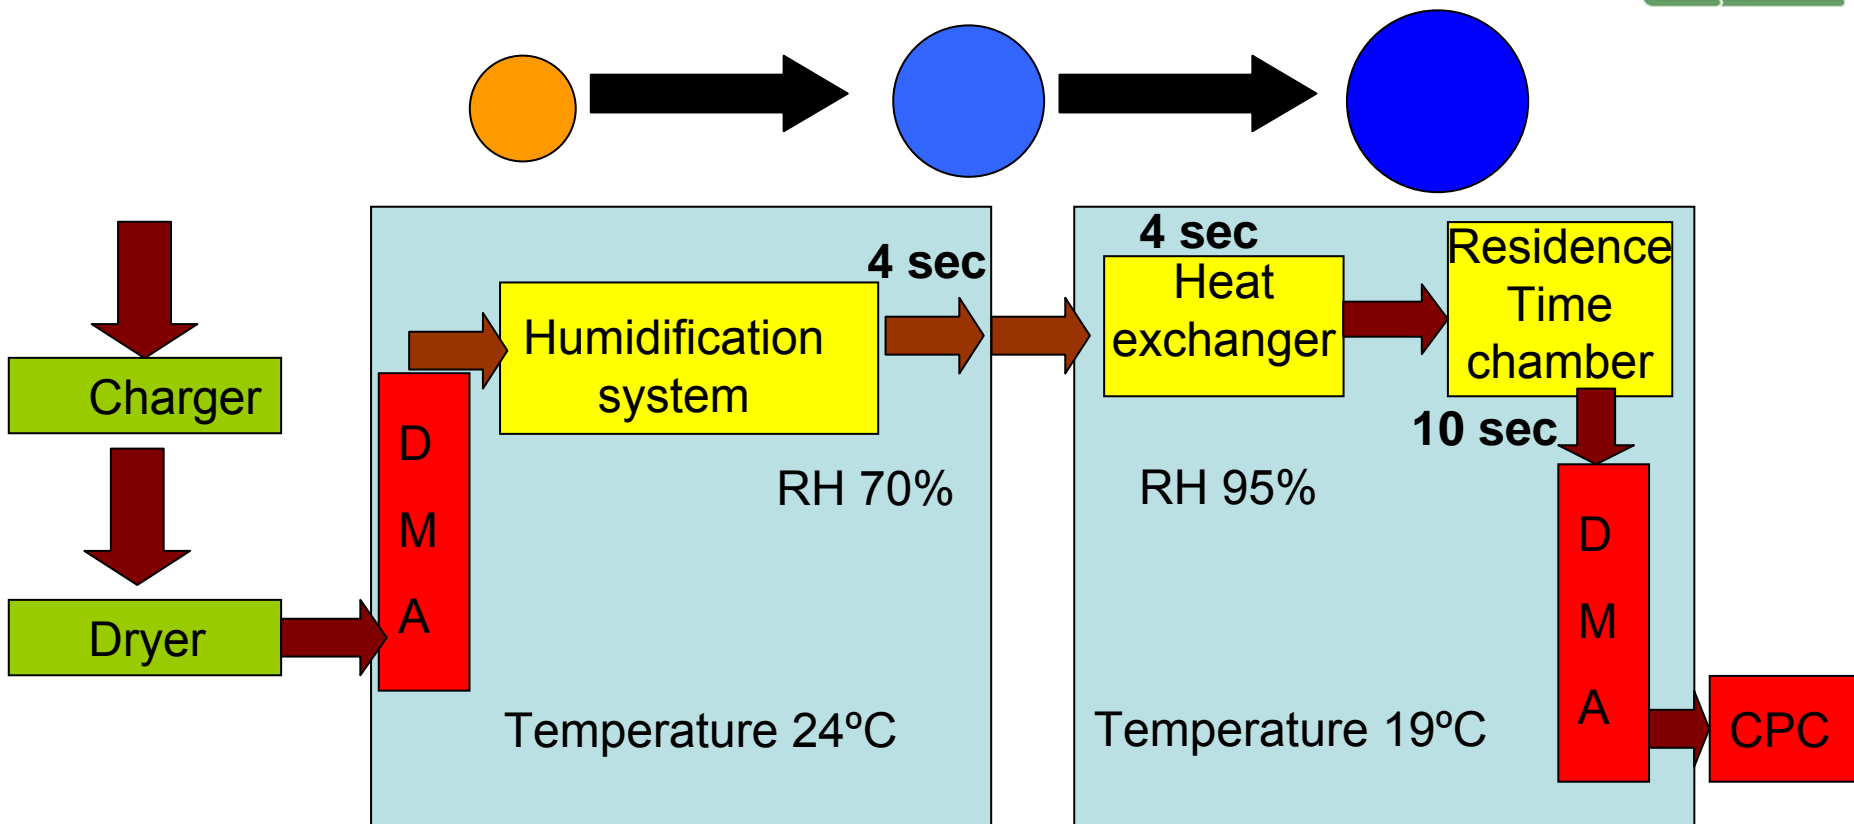 Charger
Dryer
D
M
A
Humidification
system
4 sec
RH 70%
Temperature 24ºC
4 sec
Heat
exchanger
Residence
Time
chamber
10 sec
RH 95%
Temperature 19ºC
D
M
A
CPC